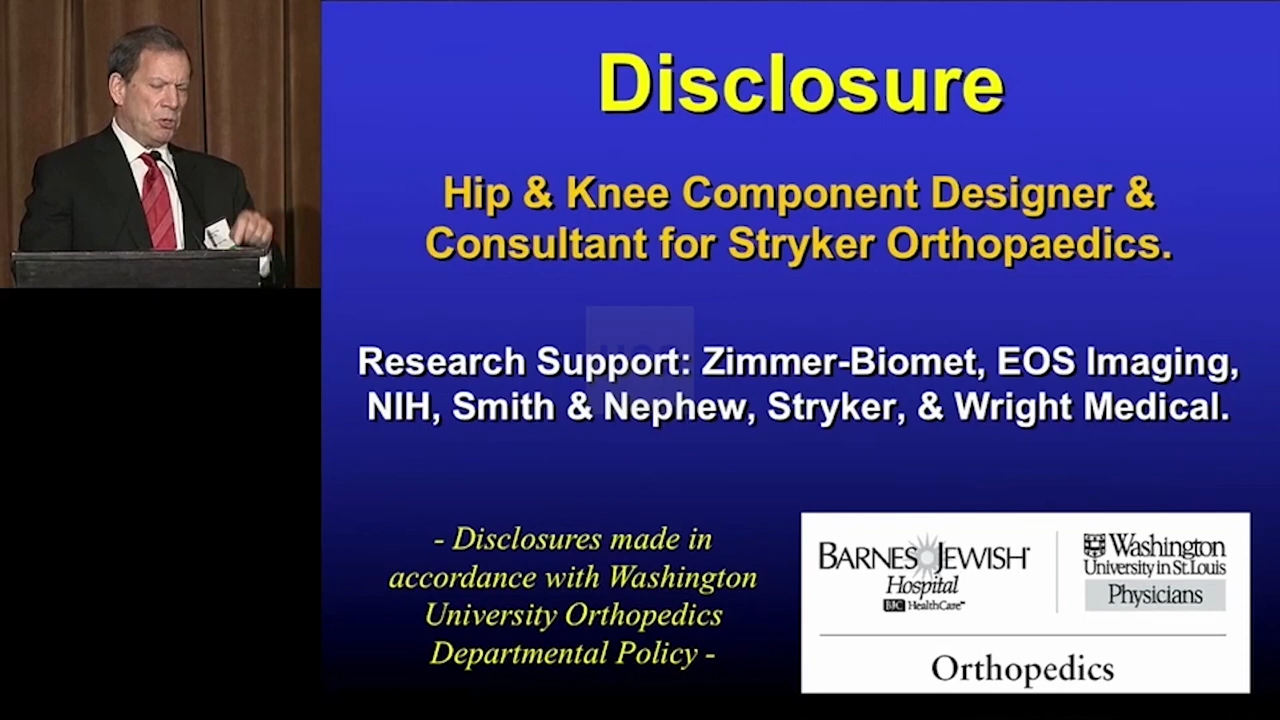 Disclosure
Hip & Knee Component Designer &
Consultant for Stryker Orthopaedics.
Research Support: Zimmer-Biomet, EOS Imaging,
NIH, Smith & Nephew, Stryker, & Wright Medical.
- Disclosures made in
accordance with Washington
University Orthopedics
Departmental Policy -
BARNES JEWISH
Hospital
BJC HealthCare™
Washington
University in St. Louis
Physicians
Orthopedics